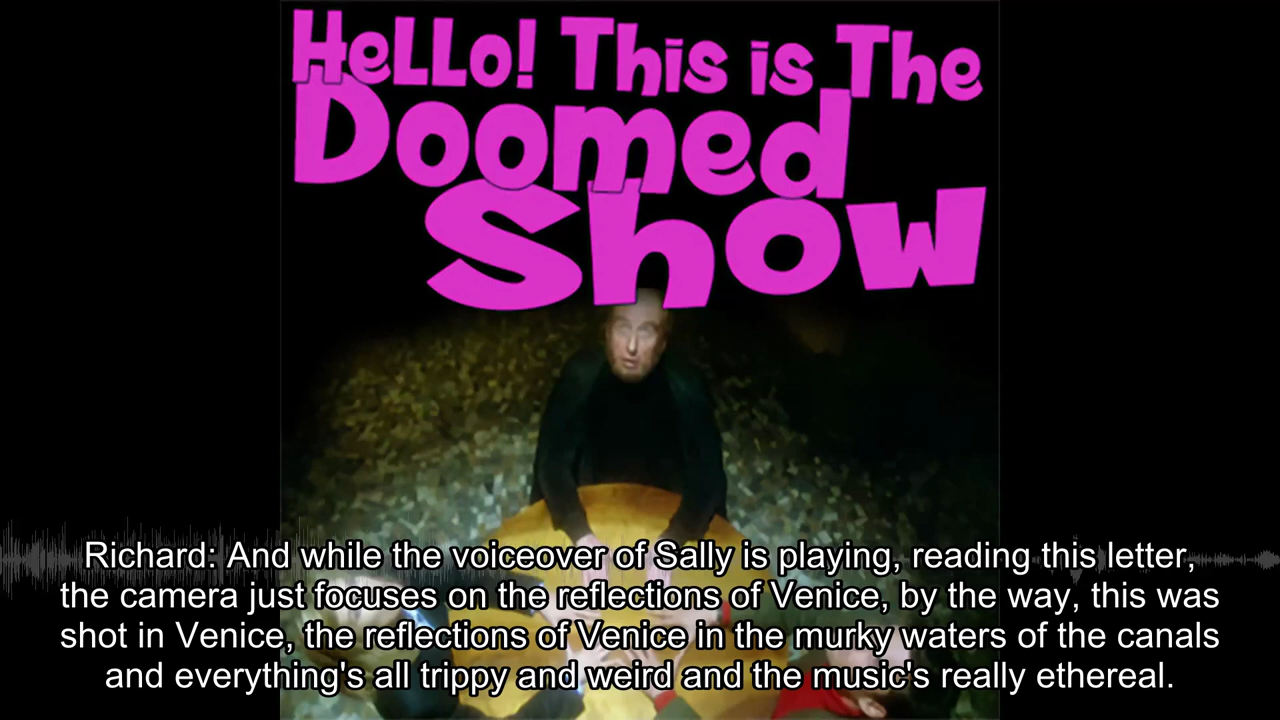 HeLLo! This is The
Doomed
Show
Richard: And while the voiceover of Sally is playing, reading this letter,
the camera just focuses on the reflections of Venice, by the way, this was
shot in Venice, the reflections of Venice in the murky waters of the canals
and everything's all trippy and weird and the music's really ethereal.